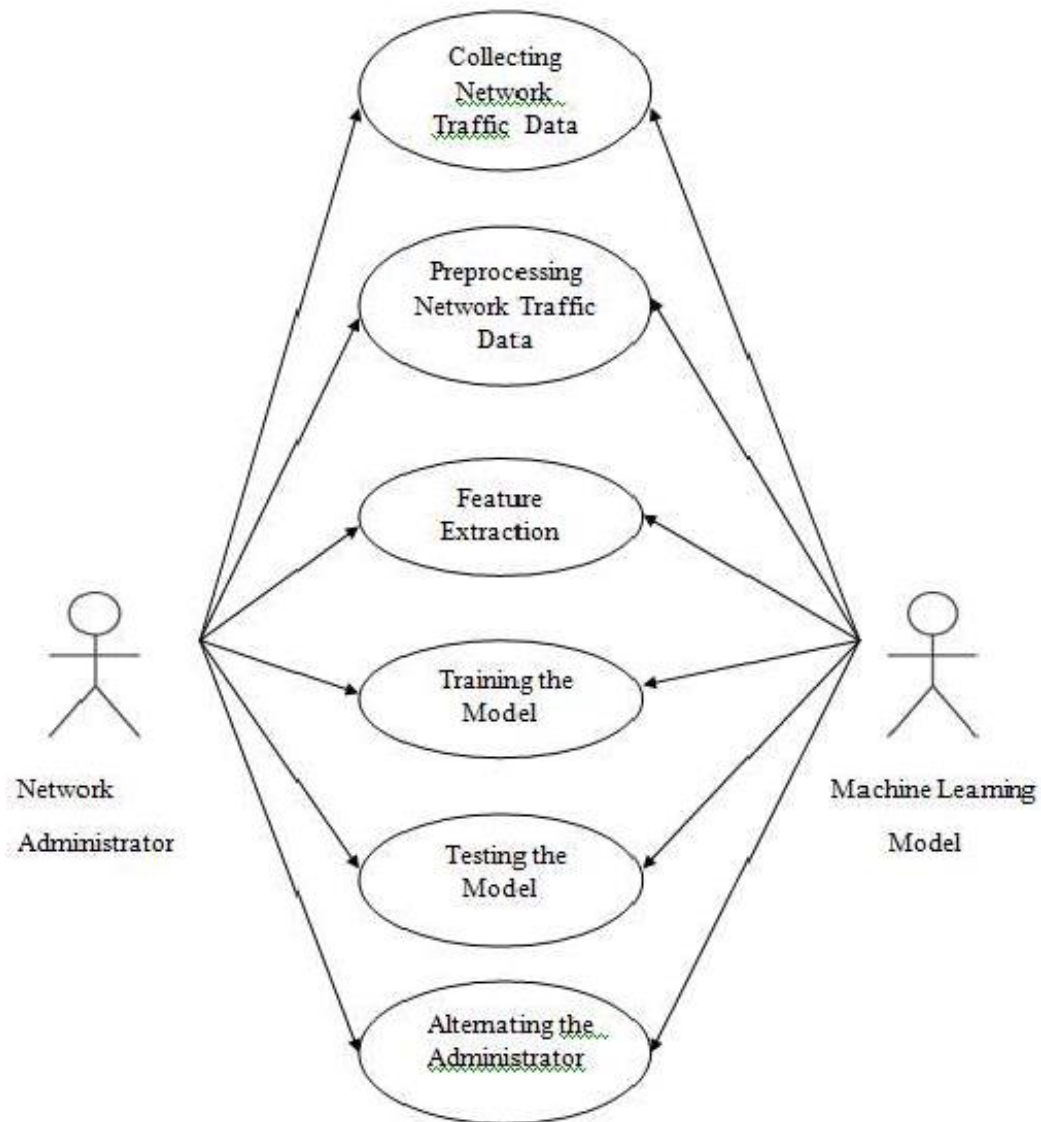 Collecting
Network
Traffic Data
Preprocessing
Network Traffic
Data
Feature
Extraction
Training the
Model
Network
Administrator
Machine Learning
Model
Testing the
Model
Alternating the
Administrator